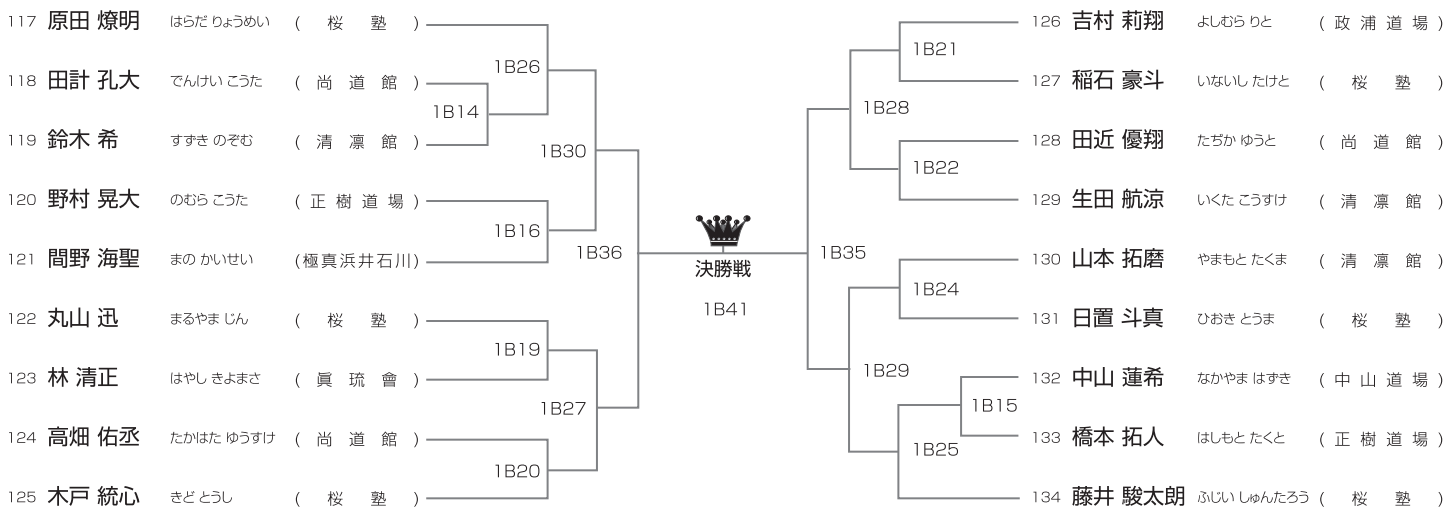 117 原田 燎明 はらだ りょうめい ( 桜 塾 )
118 田計 孔大 でんけい こうた ( 尚 道 館 )
119 鈴木 希 すずき のぞむ ( 清 凛 館 )
120 野村 晃大 のむら こうた ( 正 樹 道 場 )
121 間野 海聖 まの かいせい (極真浜井石川)
122 丸山 迅 まるやま じん ( 桜 塾 )
123 林 清正 はやし きよまさ ( 眞 琉 會 )
124 高畑 佑丞 たかはた ゆうすけ ( 尚 道 館 )
125 木戸 統心 きど とうし ( 桜 塾 )
1B26
1B14
1B30
1B16
1B36
1B19
1B27
1B20
決勝戦
1B41
1B21
1B28
1B22
1B35
1B24
1B29
1B15
1B25
126 吉村 莉翔 よしむら りと ( 政 浦 道 場 )
127 稲石 豪斗 いないし たけと ( 桜 塾 )
128 田近 優翔 たぢか ゆうと ( 尚 道 館 )
129 生田 航涼 いくた こうすけ ( 清 凛 館 )
130 山本 拓磨 やまもと たくま ( 清 凛 館 )
131 日置 斗真 ひおき とうま ( 桜 塾 )
132 中山 蓮希 なかやま はずき ( 中 山 道 場 )
133 橋本 拓人 はしもと たくと ( 正 樹 道 場 )
134 藤井 駿太朗 ふじい しゅんたろう ( 桜 塾 )